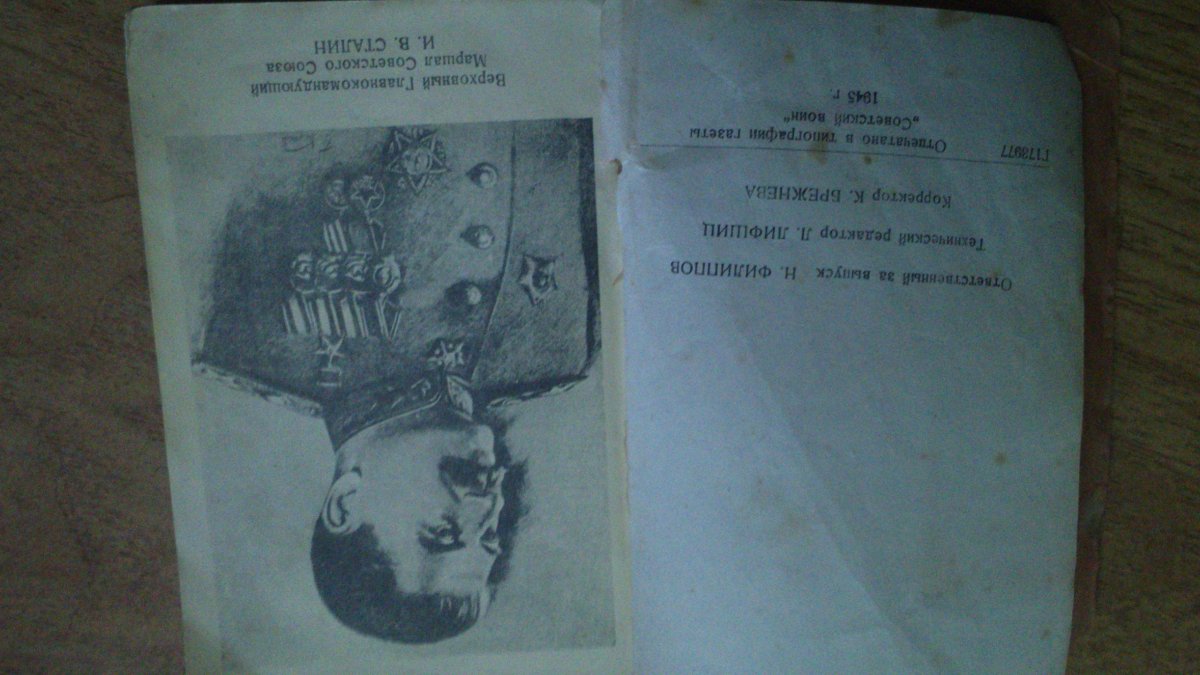 Ответственный за выпуск Н. ФИЛИППОВ
Технический редактор Л. ЛИФШИЦ
Корректор К. БРЕЖНЕВА
Г173977 Отпечатано в типографии газеты
„Советский воин“
1945 г.
Верховный Главнокомандующий
Маршал Советского Союза
И. В. СТАЛИН